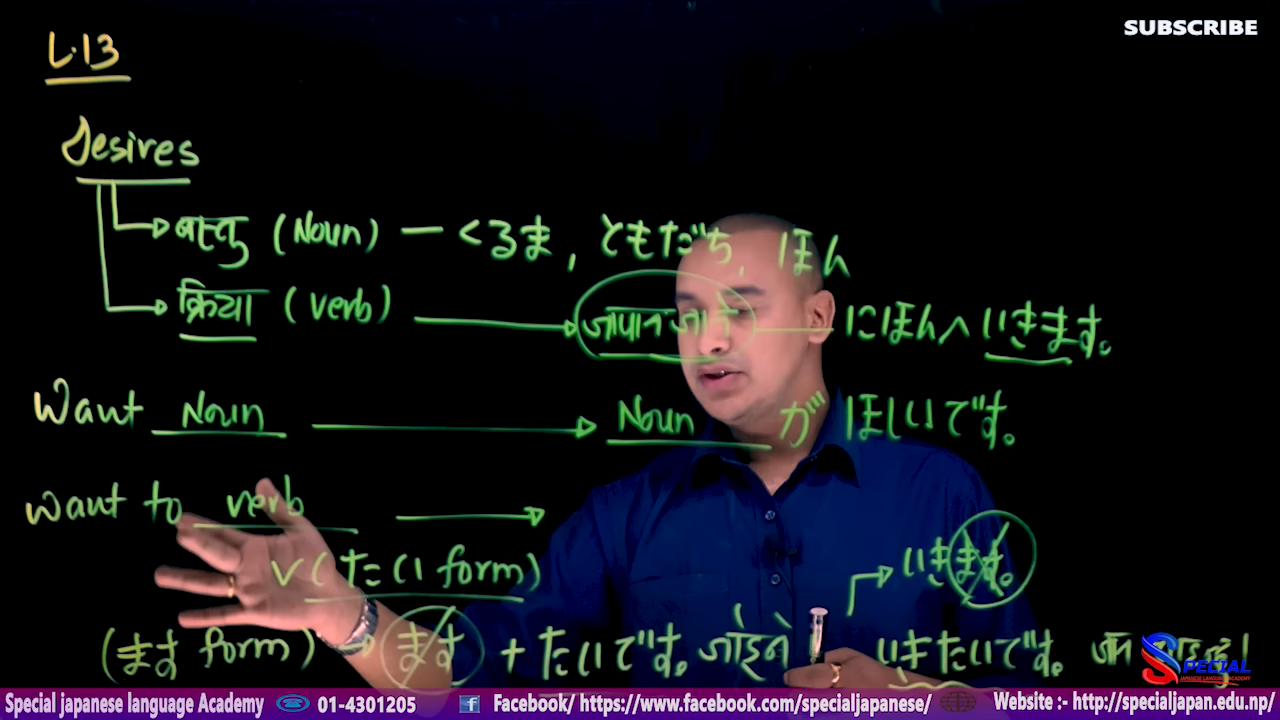 SUBSCRIBE
L.13
Desires
वस्तु (Noun) — くるま, ともだち, ほん
क्रिया (verb) → जापान जाने — にほんへ いきます。
Want Noun → Noun が ほしいです。
want to verb →
V(たい form)
いきます。
(ます form) → ます + たいです。 いきたいです。
SPECIAL
JAPANESE LANGUAGE ACADEMY
Special japanese language Academy 01-4301205 Facebook/ https://www.facebook.com/specialjapanese/ Website :- http://specialjapan.edu.np/